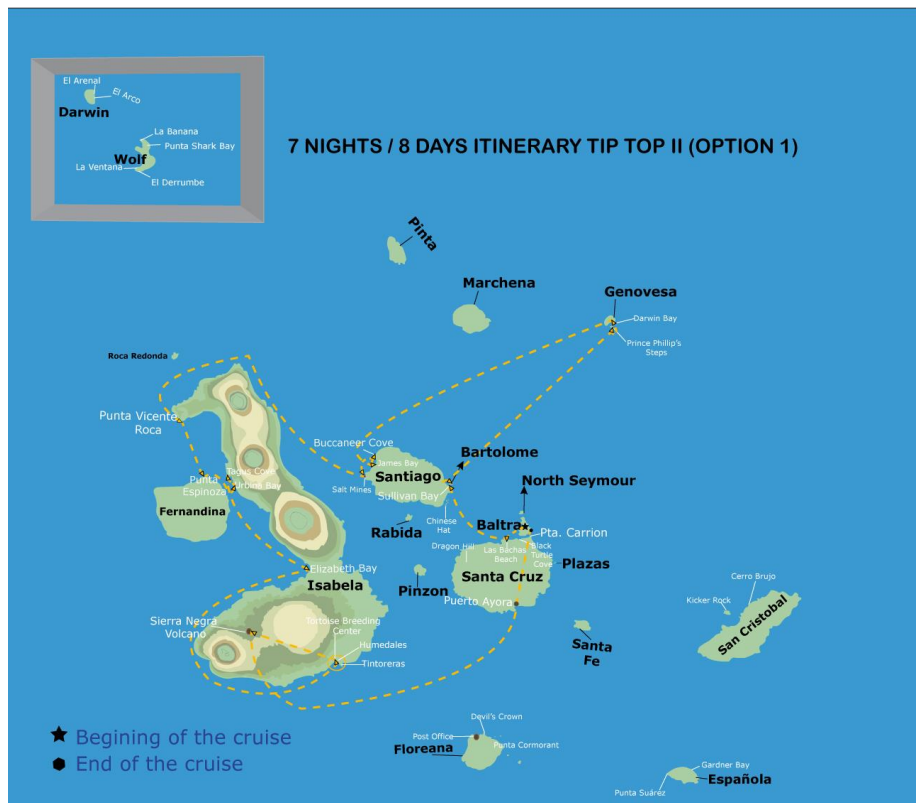 El Arenal
El Arco
Darwin
La Banana
Punta Shark Bay
Wolf
La Ventana
El Derrumbe
7 NIGHTS / 8 DAYS ITINERARY TIP TOP II (OPTION 1)
Pinta
Marchena
Genovesa
Darwin Bay
Prince Phillip's
Steps
Roca Redonda
Punta Vicente
Roca
Buccaneer Cove
James Bay
Bartolome
Santiago
Tagus Cove
Punta
Espinoza
Urbina Bay
Salt Mines
Sullivan Bay
North Seymour
Fernandina
Chinese
Hat
Rabida
Baltra
Pta. Carrion
Dragon Hill
Las Bachas
Beach
Black
Turtle
Cove
Plazas
Elizabeth Bay
Isabela
Pinzon
Santa Cruz
Puerto Ayora
Cerro Brujo
Kicker Rock
San Cristobal
Sierra Negra
Volcano
Tortoise Breeding
Center
Humedales
Tintoreras
Santa
Fe
Devil's Crown
Post Office
Punta Cormorant
Floreana
Begining of the cruise
End of the cruise
Gardner Bay
Española
Punta Suárez